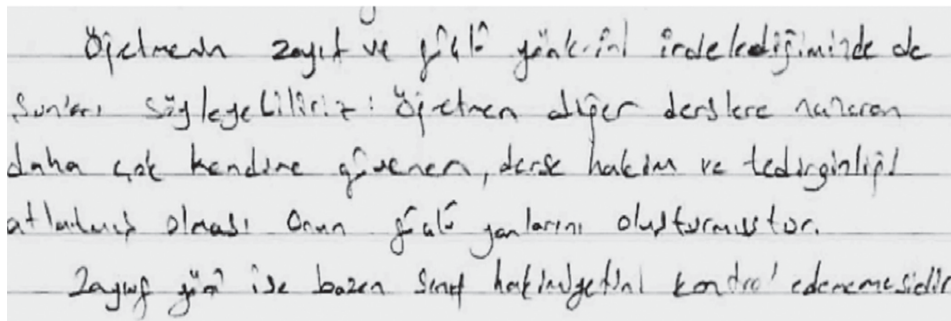 Öğretmenin zayıf ve güçlü yönlerini irdelediğimizde de
şunları söyleyebiliriz: Öğretmen diğer derslere nazaran
daha çok kendine güvenen, derse hakim ve tedirginliği
atlatmış olması onun güçlü yanlarını oluşturmuştur.
Zayıf yönü ise bazen sınıf hakimiyetini kontrol edememesidir